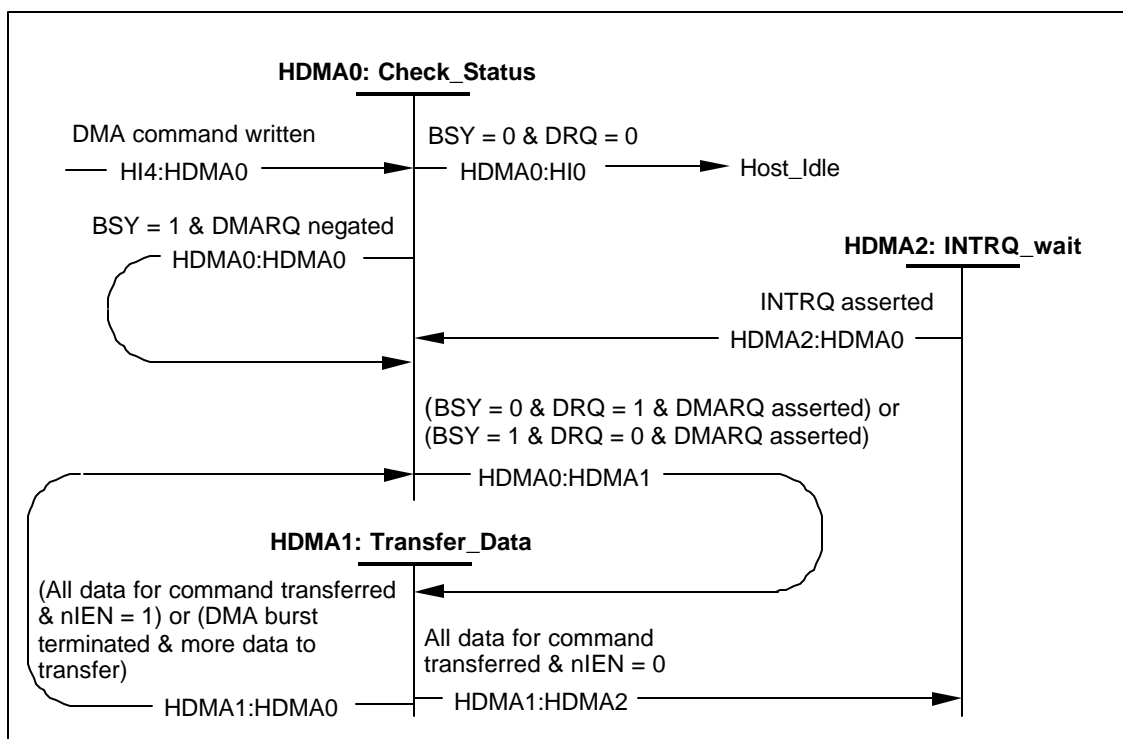 HDMA0: Check_Status
DMA command written
HI4:HDMA0
BSY = 0 & DRQ = 0
HDMA0:HI0
Host_Idle
BSY = 1 & DMARQ negated
HDMA0:HDMA0
HDMA2: INTRQ_wait
INTRQ asserted
HDMA2:HDMA0
(BSY = 0 & DRQ = 1 & DMARQ asserted) or
(BSY = 1 & DRQ = 0 & DMARQ asserted)
HDMA0:HDMA1
HDMA1: Transfer_Data
(All data for command transferred
& nIEN = 1) or (DMA burst
terminated & more data to
transfer)
HDMA1:HDMA0
All data for command
transferred & nIEN = 0
HDMA1:HDMA2